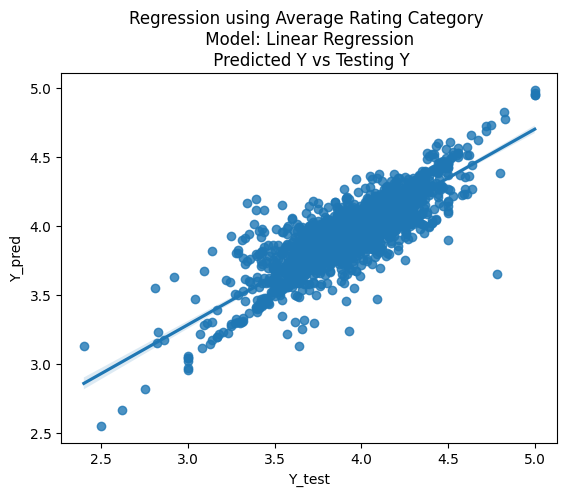 Regression using Average Rating Category
Model: Linear Regression
Predicted Y vs Testing Y
5.0
4.5
4.0
3.5
3.0
2.5
Y_pred
2.5 3.0 3.5 4.0 4.5 5.0
Y_test